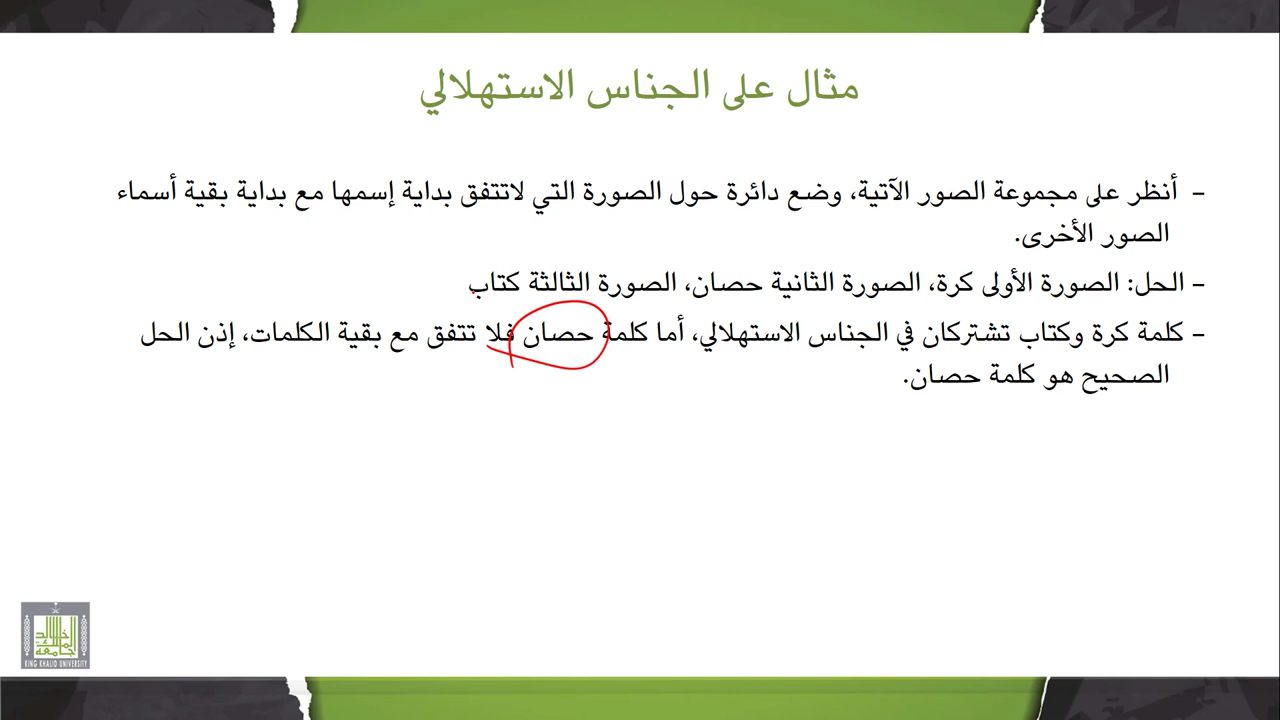 مثال على الجناس الاستهلالي
– أنظر على مجموعة الصور الآتية، وضع دائرة حول الصورة التي لاتتفق بداية إسمها مع بداية بقية أسماء
الصور الأخرى.
– الحل: الصورة الأولى كرة، الصورة الثانية حصان، الصورة الثالثة كتاب
– كلمة كرة وكتاب تشتركان في الجناس الاستهلالي، أما كلمة حصان فلا تتفق مع بقية الكلمات، إذن الحل
الصحيح هو كلمة حصان.
جامعة الملك خالد
KING KHALID UNIVERSITY